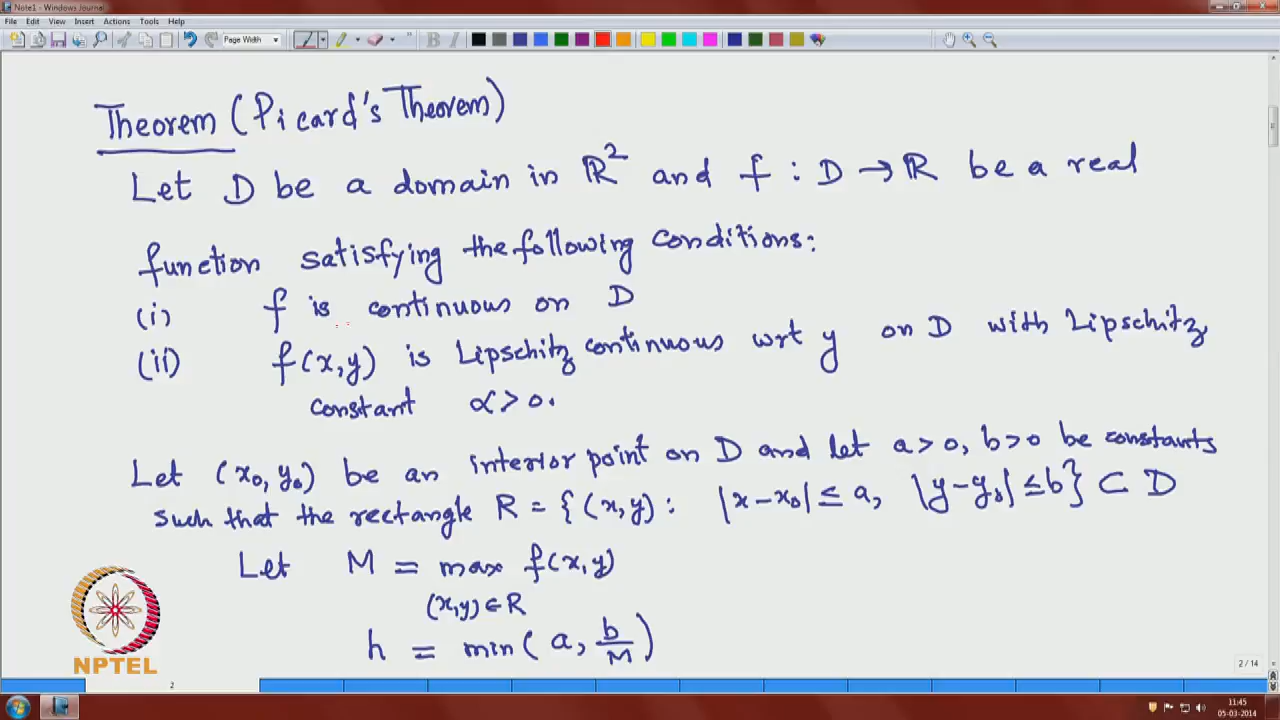 Note1 - Windows Journal
File Edit View Insert Actions Tools Help
Page Width
Theorem (Picard's Theorem)
Let D be a domain in ℝ² and f : D → ℝ be a real
function satisfying the following conditions:
(i) f is continuous on D
(ii) f(x,y) is Lipschitz continuous wrt y on D with Lipschitz
constant α > 0.
Let (x₀, y₀) be an interior point on D and let a>0, b>0 be constants
such that the rectangle R = {(x,y) : |x-x₀| ≤ a, |y-y₀| ≤ b} ⊂ D
Let M = max f(x,y)
(x,y) ∈ R
h = min(a, b/M)
NPTEL
2 / 14
2
11:45
05-03-2014